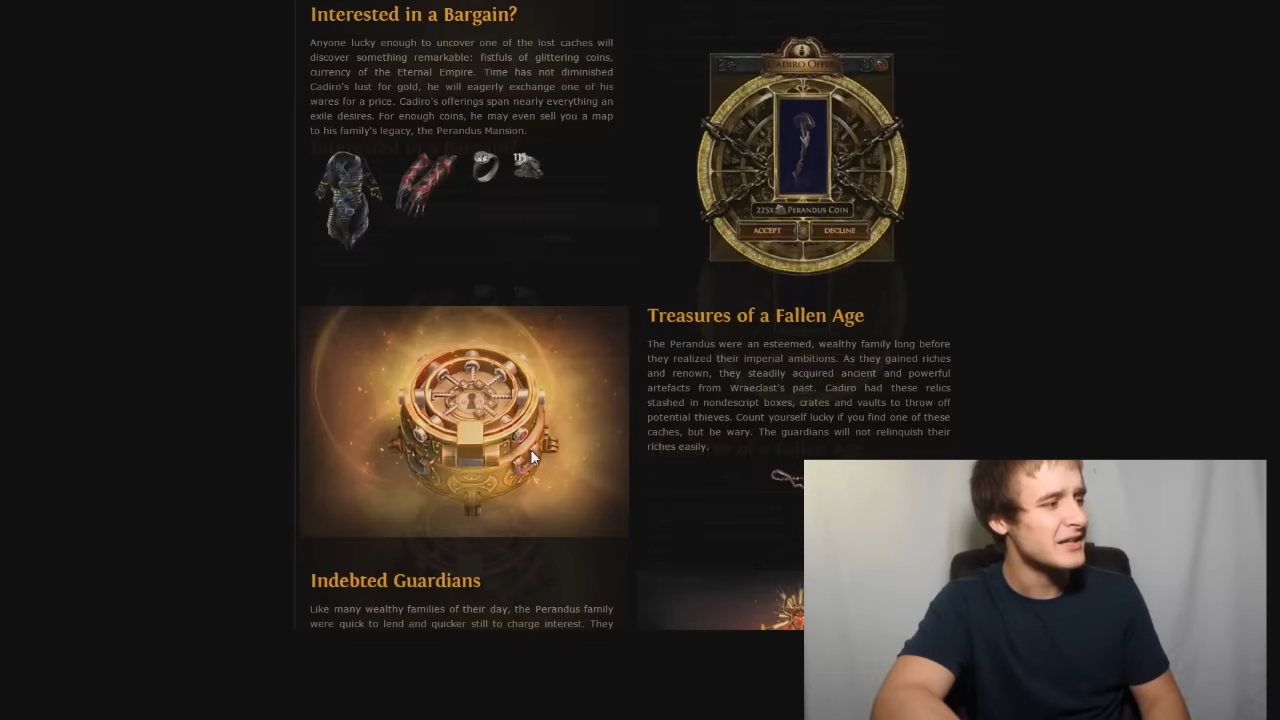 Interested in a Bargain?
Anyone lucky enough to uncover one of the lost caches will
discover something remarkable: fistfuls of glittering coins,
currency of the Eternal Empire. Time has not diminished
Cadiro's lust for gold, he will eagerly exchange one of his
wares for a price. Cadiro's offerings span nearly everything an
exile desires. For enough coins, he may even sell you a map
to his family's legacy, the Perandus Mansion.
Cadiro Offer
225x Perandus Coin
Accept Decline
Treasures of a Fallen Age
The Perandus were an esteemed, wealthy family long before
they realized their imperial ambitions. As they gained riches
and renown, they steadily acquired ancient and powerful
artefacts from Wraeclast's past. Cadiro had these relics
stashed in nondescript boxes, crates and vaults to throw off
potential thieves. Count yourself lucky if you find one of these
caches, but be wary. The guardians will not relinquish their
riches easily.
Indebted Guardians
Like many wealthy families of their day, the Perandus family
were quick to lend and quicker still to charge interest. They